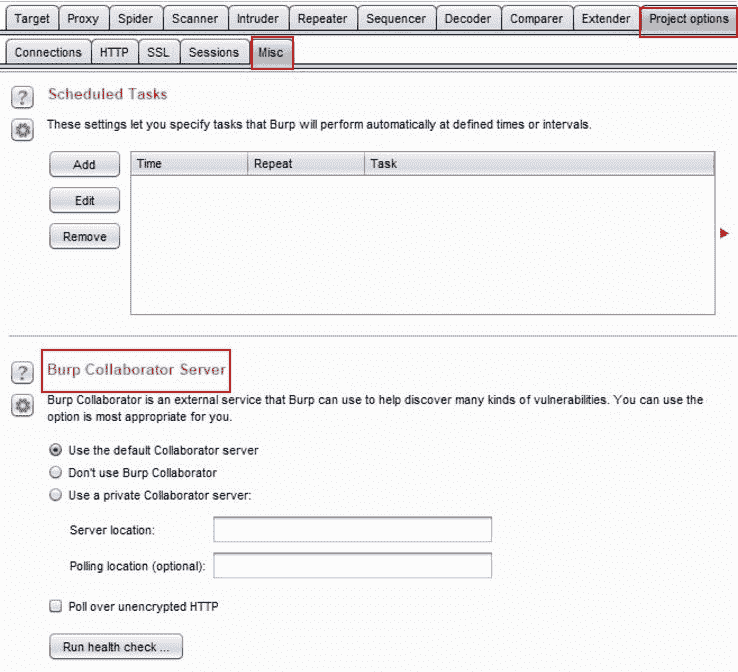 Target Proxy Spider Scanner Intruder Repeater Sequencer Decoder Comparer Extender Project options
Connections HTTP SSL Sessions Misc
? Scheduled Tasks
These settings let you specify tasks that Burp will perform automatically at defined times or intervals.
Add Time Repeat Task
Edit
Remove
? Burp Collaborator Server
Burp Collaborator is an external service that Burp can use to help discover many kinds of vulnerabilities. You can use the
option is most appropriate for you.
Use the default Collaborator server
Don't use Burp Collaborator
Use a private Collaborator server:
Server location:
Polling location (optional):
Poll over unencrypted HTTP
Run health check ...